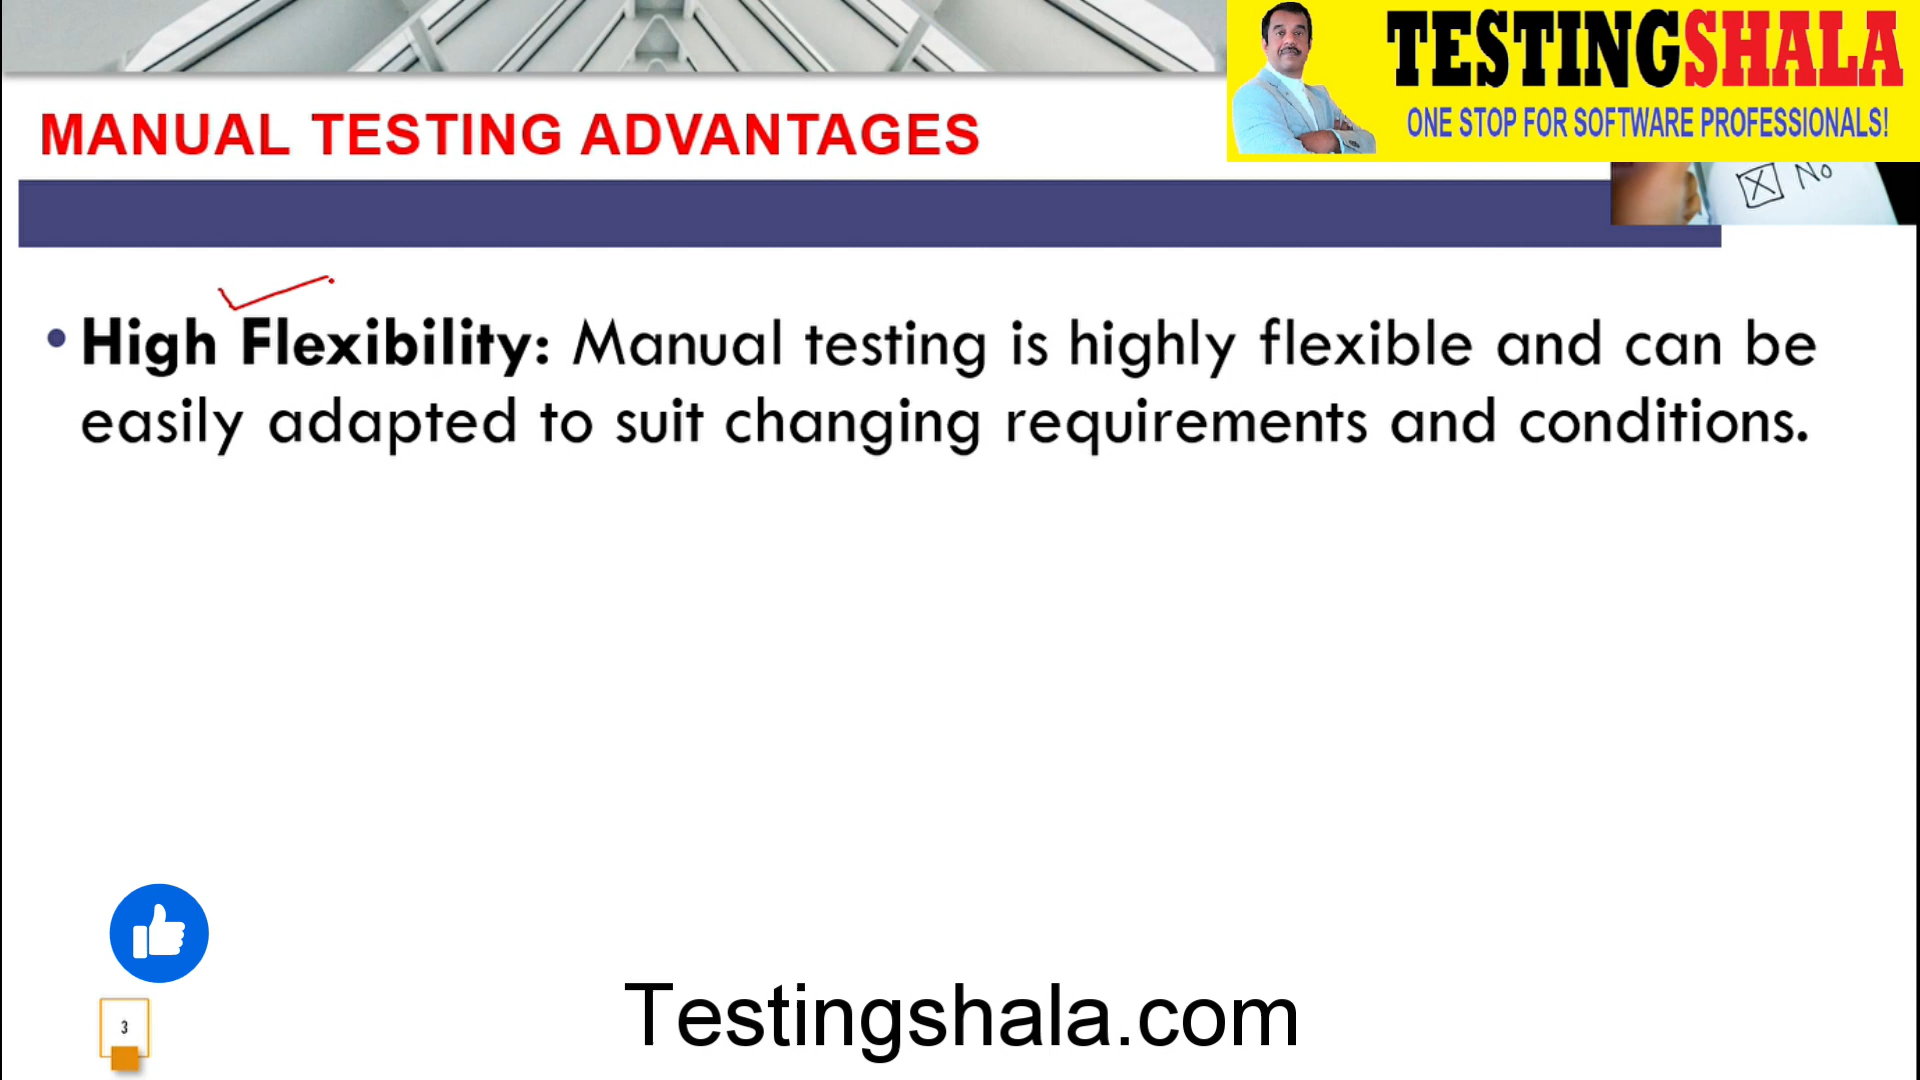 TESTINGSHALA
ONE STOP FOR SOFTWARE PROFESSIONALS!
MANUAL TESTING ADVANTAGES
No
• High Flexibility: Manual testing is highly flexible and can be
easily adapted to suit changing requirements and conditions.
3
Testingshala.com